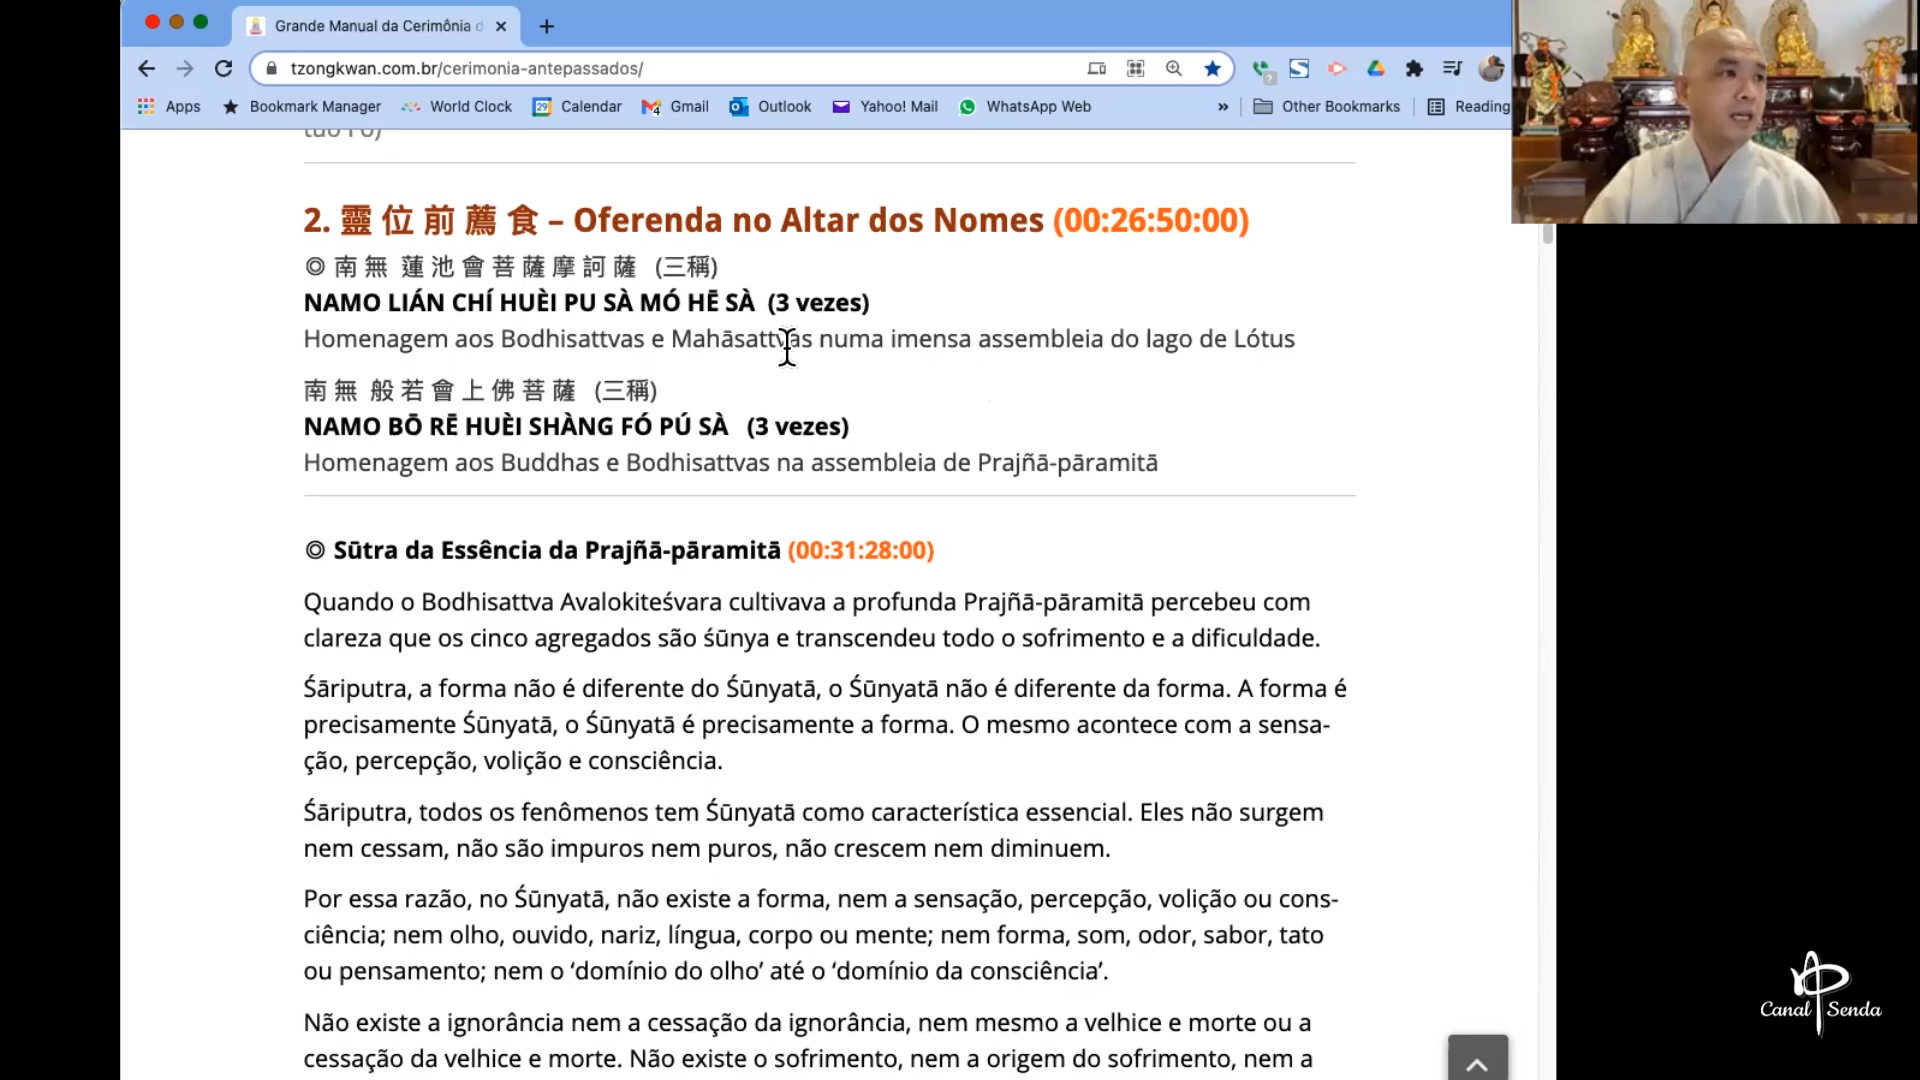 Grande Manual da Cerimônia d
tzongkwan.com.br/cerimonia-antepassados/
Apps Bookmark Manager World Clock 29 Calendar 4 Gmail Outlook Yahoo! Mail WhatsApp Web » Other Bookmarks Reading
2. 靈 位 前 薦 食 – Oferenda no Altar dos Nomes (00:26:50:00)
◎ 南 無 蓮 池 會 菩 薩 摩 訶 薩 (三稱)
NAMO LIÁN CHÍ HUÈI PU SÀ MÓ HĒ SÀ (3 vezes)
Homenagem aos Bodhisattvas e Mahāsattvas numa imensa assembleia do lago de Lótus
南 無 般 若 會 上 佛 菩 薩 (三稱)
NAMO BŌ RĒ HUÈI SHÀNG FÓ PÚ SÀ (3 vezes)
Homenagem aos Buddhas e Bodhisattvas na assembleia de Prajñā-pāramitā
◎ Sūtra da Essência da Prajñā-pāramitā (00:31:28:00)
Quando o Bodhisattva Avalokiteśvara cultivava a profunda Prajñā-pāramitā percebeu com
clareza que os cinco agregados são śūnya e transcendeu todo o sofrimento e a dificuldade.
Śāriputra, a forma não é diferente do Śūnyatā, o Śūnyatā não é diferente da forma. A forma é
precisamente Śūnyatā, o Śūnyatā é precisamente a forma. O mesmo acontece com a sensa-
ção, percepção, volição e consciência.
Śāriputra, todos os fenômenos tem Śūnyatā como característica essencial. Eles não surgem
nem cessam, não são impuros nem puros, não crescem nem diminuem.
Por essa razão, no Śūnyatā, não existe a forma, nem a sensação, percepção, volição ou cons-
ciência; nem olho, ouvido, nariz, língua, corpo ou mente; nem forma, som, odor, sabor, tato
ou pensamento; nem o ‘domínio do olho’ até o ‘domínio da consciência’.
Não existe a ignorância nem a cessação da ignorância, nem mesmo a velhice e morte ou a
cessação da velhice e morte. Não existe o sofrimento, nem a origem do sofrimento, nem a
Canal Senda